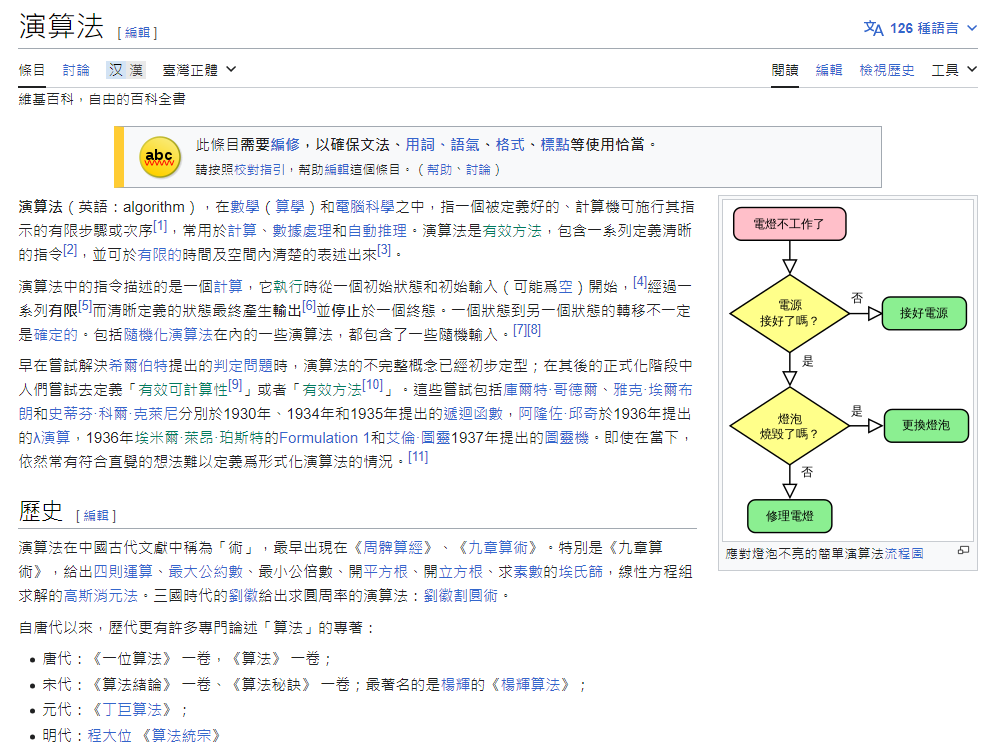 演算法 [ 編輯 ]
126 種語言
條目 討論 汉 漢 臺灣正體
閱讀 編輯 檢視歷史 工具
維基百科，自由的百科全書
abc
此條目需要編修，以確保文法、用詞、語氣、格式、標點等使用恰當。
請按照校對指引，幫助編輯這個條目。（幫助、討論）
演算法（英語：algorithm），在數學（算學）和電腦科學之中，指一個被定義好的、計算機可施行其指
示的有限步驟或次序[1]，常用於計算、數據處理和自動推理。演算法是有效方法，包含一系列定義清晰
的指令[2]，並可於有限的時間及空間內清楚的表述出來[3]。
演算法中的指令描述的是一個計算，它執行時從一個初始狀態和初始輸入（可能爲空）開始，[4]經過一
系列有限[5]而清晰定義的狀態最終產生輸出[6]並停止於一個終態。一個狀態到另一個狀態的轉移不一定
是確定的。包括隨機化演算法在內的一些演算法，都包含了一些隨機輸入。[7][8]
早在嘗試解決希爾伯特提出的判定問題時，演算法的不完整概念已經初步定型；在其後的正式化階段中
人們嘗試去定義「有效可計算性[9]」或者「有效方法[10]」。這些嘗試包括庫爾特·哥德爾、雅克·埃爾布
朗和史蒂芬·科爾·克萊尼分別於1930年、1934年和1935年提出的遞迴函數，阿隆佐·邱奇於1936年提出
的λ演算，1936年埃米爾·萊昂·珀斯特的Formulation 1和艾倫·圖靈1937年提出的圖靈機。即使在當下，
依然常有符合直覺的想法難以定義爲形式化演算法的情況。[11]
電燈不工作了
電源
接好了嗎？
否
接好電源
是
燈泡
燒毀了嗎？
是
更換燈泡
否
修理電燈
應對燈泡不亮的簡單演算法流程圖
歷史 [ 編輯 ]
演算法在中國古代文獻中稱為「術」，最早出現在《周髀算經》、《九章算術》。特別是《九章算
術》，給出四則運算、最大公約數、最小公倍數、開平方根、開立方根、求素數的埃氏篩，線性方程組
求解的高斯消元法。三國時代的劉徽給出求圓周率的演算法：劉徽割圓術。
自唐代以來，歷代更有許多專門論述「算法」的專著：
• 唐代：《一位算法》 一卷，《算法》 一卷；
• 宋代：《算法緒論》 一卷、《算法秘訣》 一卷；最著名的是楊輝的《楊輝算法》；
• 元代：《丁巨算法》；
• 明代：程大位 《算法統宗》